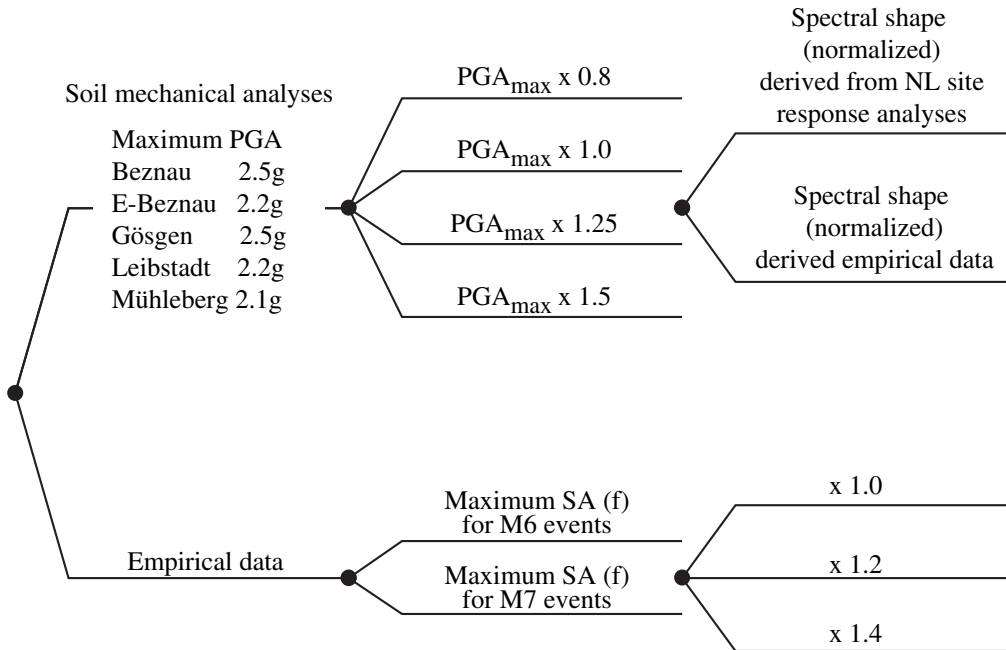 Soil mechanical analyses
Maximum PGA
Beznau 2.5g
E-Beznau 2.2g
Gösgen 2.5g
Leibstadt 2.2g
Mühleberg 2.1g
PGAmax x 0.8
PGAmax x 1.0
PGAmax x 1.25
PGAmax x 1.5
Spectral shape
(normalized)
derived from NL site
response analyses
Spectral shape
(normalized)
derived empirical data
Empirical data
Maximum SA (f)
for M6 events
Maximum SA (f)
for M7 events
x 1.0
x 1.2
x 1.4